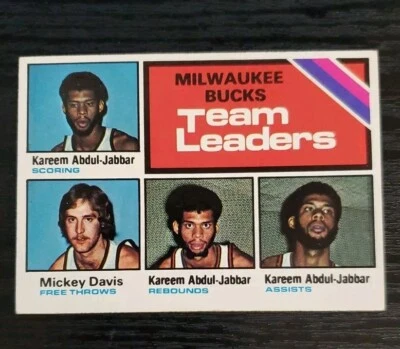 MILWAUKEE
BUCKS
Team
Leaders
Kareem Abdul-Jabbar
SCORING
Mickey Davis
FREE THROWS
Kareem Abdul-Jabbar
REBOUNDS
Kareem Abdul-Jabbar
ASSISTS